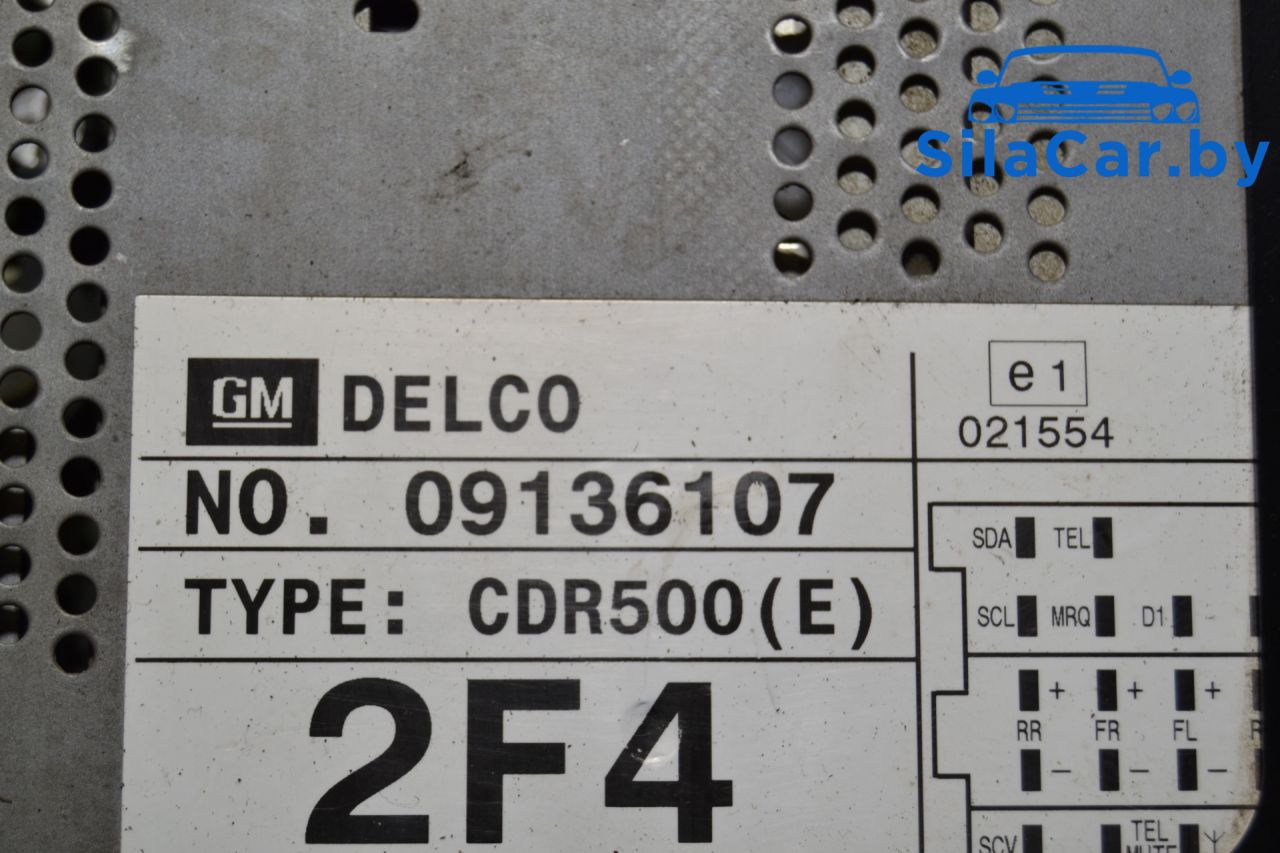 SilaCar.by
GM DELCO
e1
021554
NO. 09136107
TYPE: CDR500(E)
2F4
SDA TEL
SCL MRQ D1
+ + +
RR FR FL
- - -
SCV TEL
MUTE